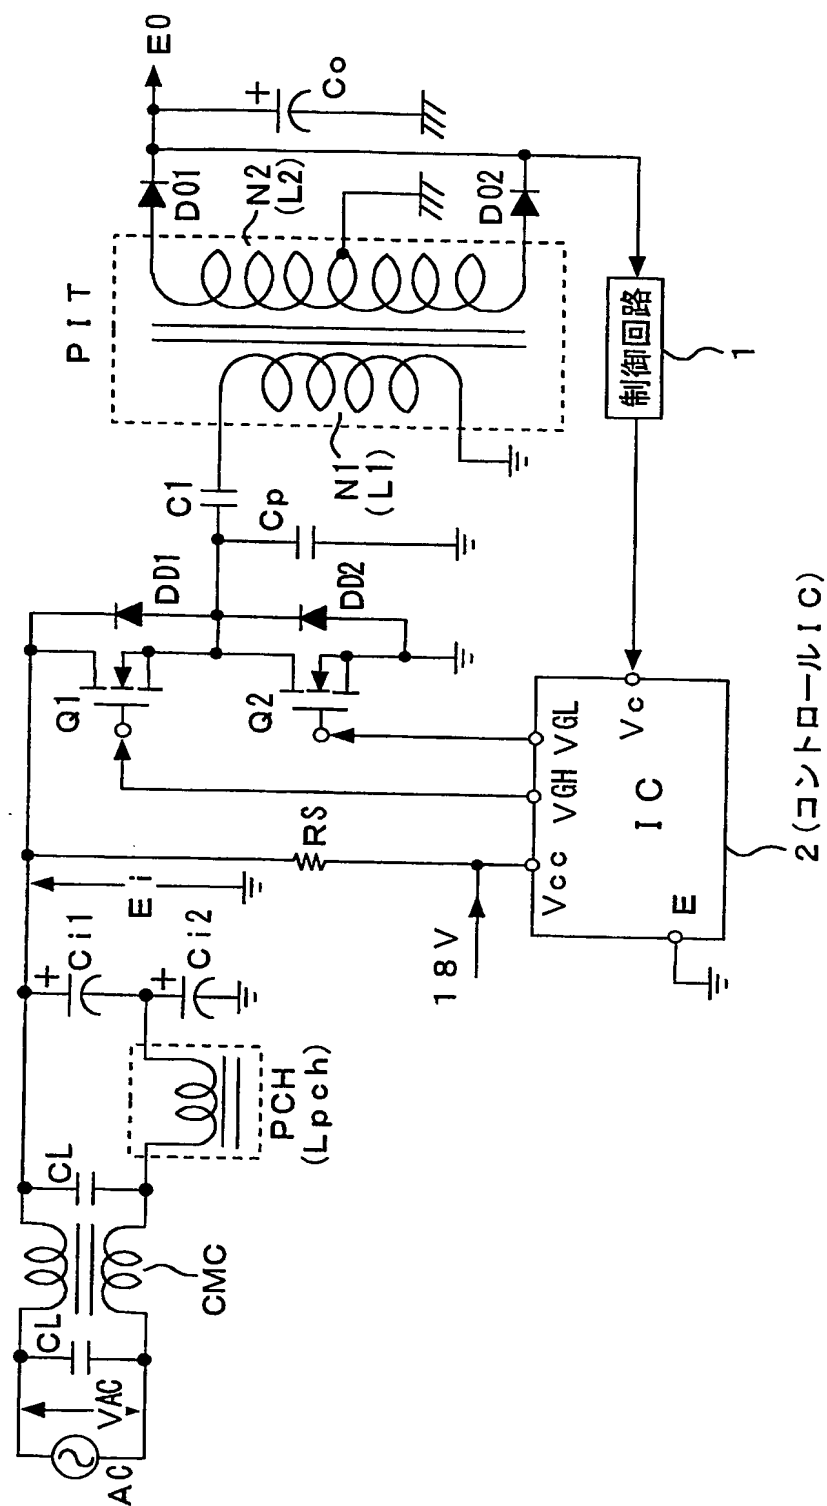 AC
VAC
CL
CMC
CL
PCH
(Lpch)
+
Ci1
+
Ci2
Ei
RS
18V
Vcc
VGH
VGL
Vc
E
IC
2(コントロールIC)
Q1
DD1
Q2
DD2
C1
Cp
PIT
N1
(L1)
N2
(L2)
DO1
DO2
+
Co
E0
制御回路
1